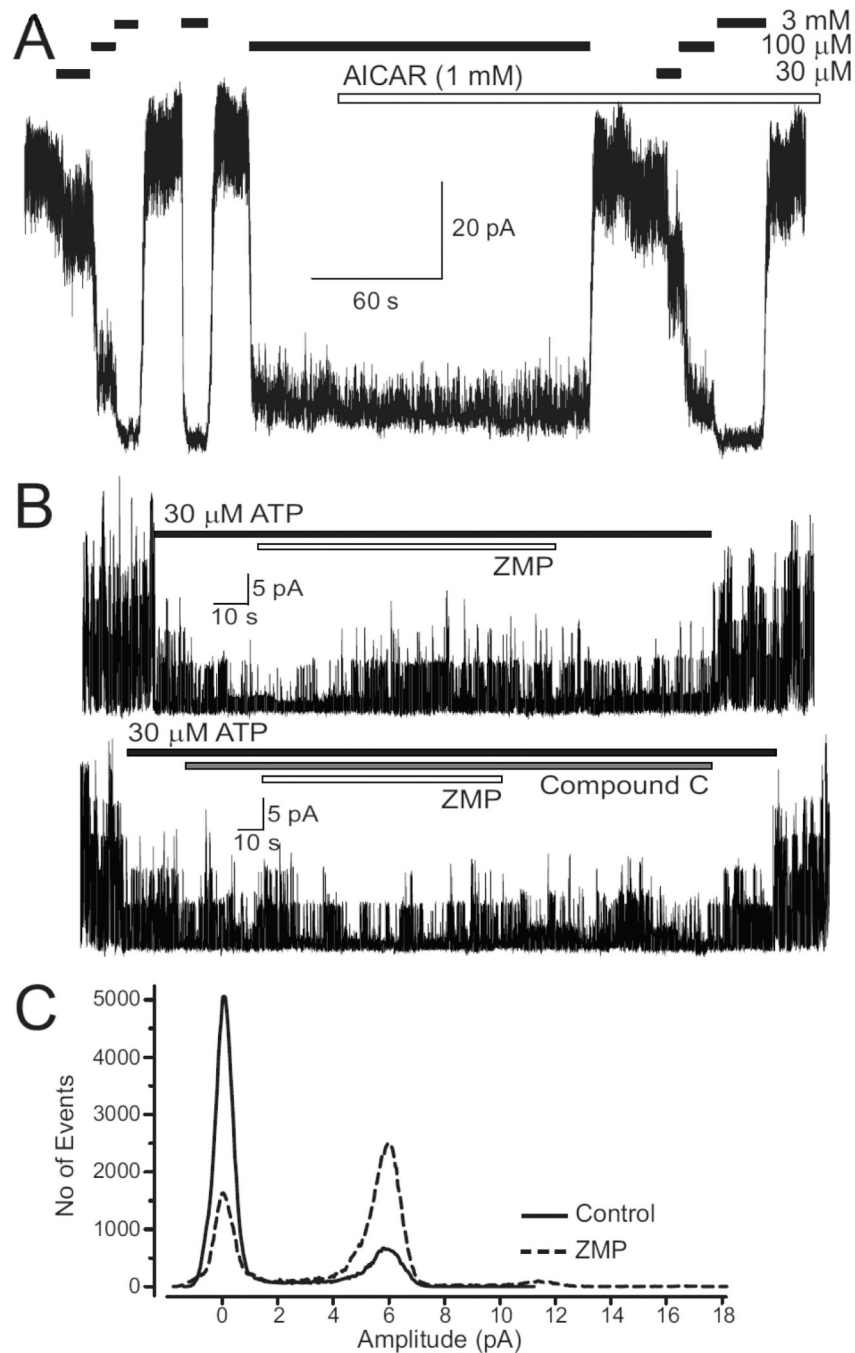 A
3 mM
100 μM
30 μM
AICAR (1 mM)
20 pA
60 s
B
30 μM ATP
ZMP
5 pA
10 s
30 μM ATP
Compound C
ZMP
5 pA
10 s
C
5000
4000
3000
2000
1000
0
No of Events
Control
ZMP
0 2 4 6 8 10 12 14 16 18
Amplitude (pA)